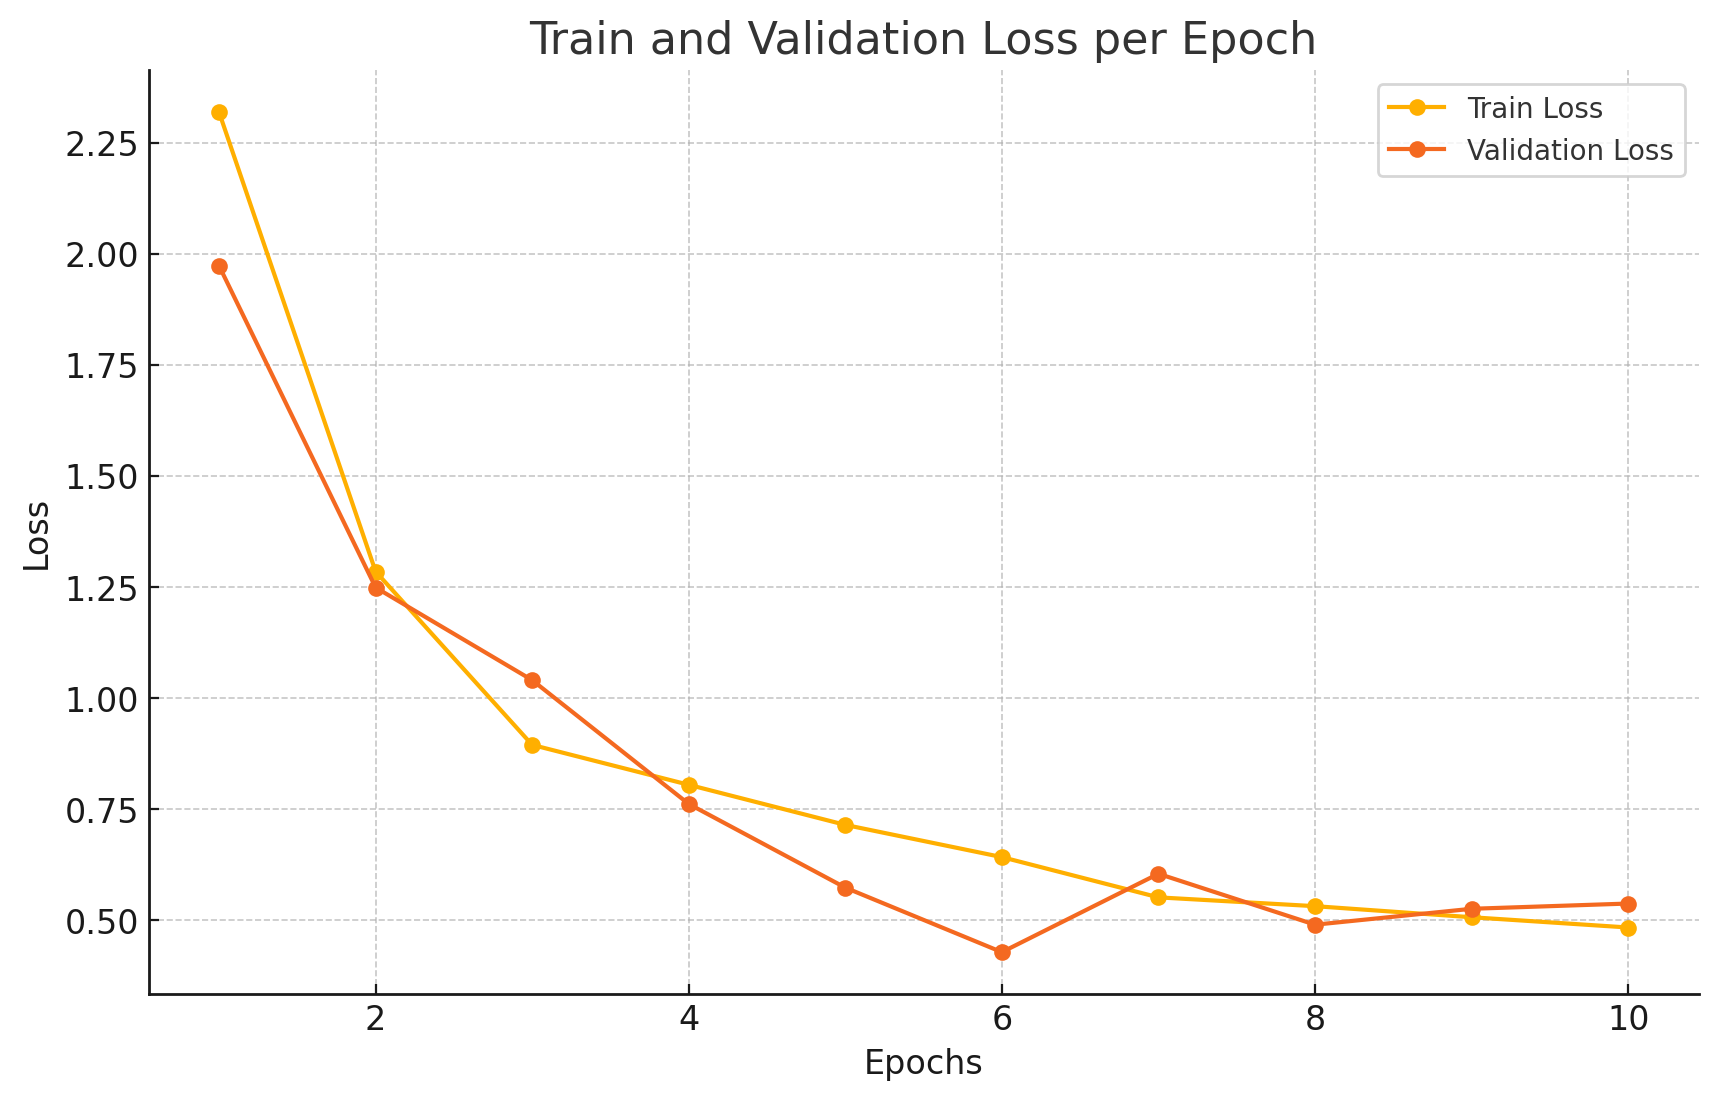 Train and Validation Loss per Epoch
Train Loss
Validation Loss
2.25
2.00
1.75
1.50
1.25
1.00
0.75
0.50
Loss
2 4 6 8 10
Epochs